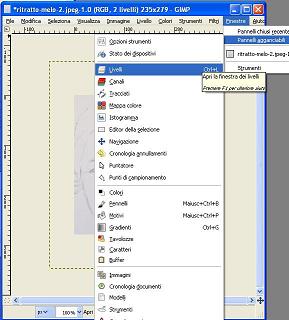 *ritratto-melo-2.jpeg-1.0 (RGB, 2 livelli) 235x279 - GIMP
Modifica Seleziona Visualizza Immagine Livello Colori Strumenti Filtri Finestre Aiuto
Pannelli chiusi recente
Pannelli agganciabili
ritratto-melo-2.jpeg-1
Strumenti
Opzioni strumenti
Stato dei dispositivi
Livelli Ctrl+L
Apri la finestra dei livelli
Premere F1 per ulteriore aiuto
Canali
Tracciati
Mappa colore
Istogramma
Editor della selezione
Navigazione
Cronologia annullamenti
Puntatore
Punti di campionamento
Colori
Pennelli Maiusc+Ctrl+B
Motivi Maiusc+Ctrl+P
Gradienti Ctrl+G
Tavolozze
Caratteri
Buffer
Immagini
Cronologia documenti
Modelli
Strumenti
px 100% Apri